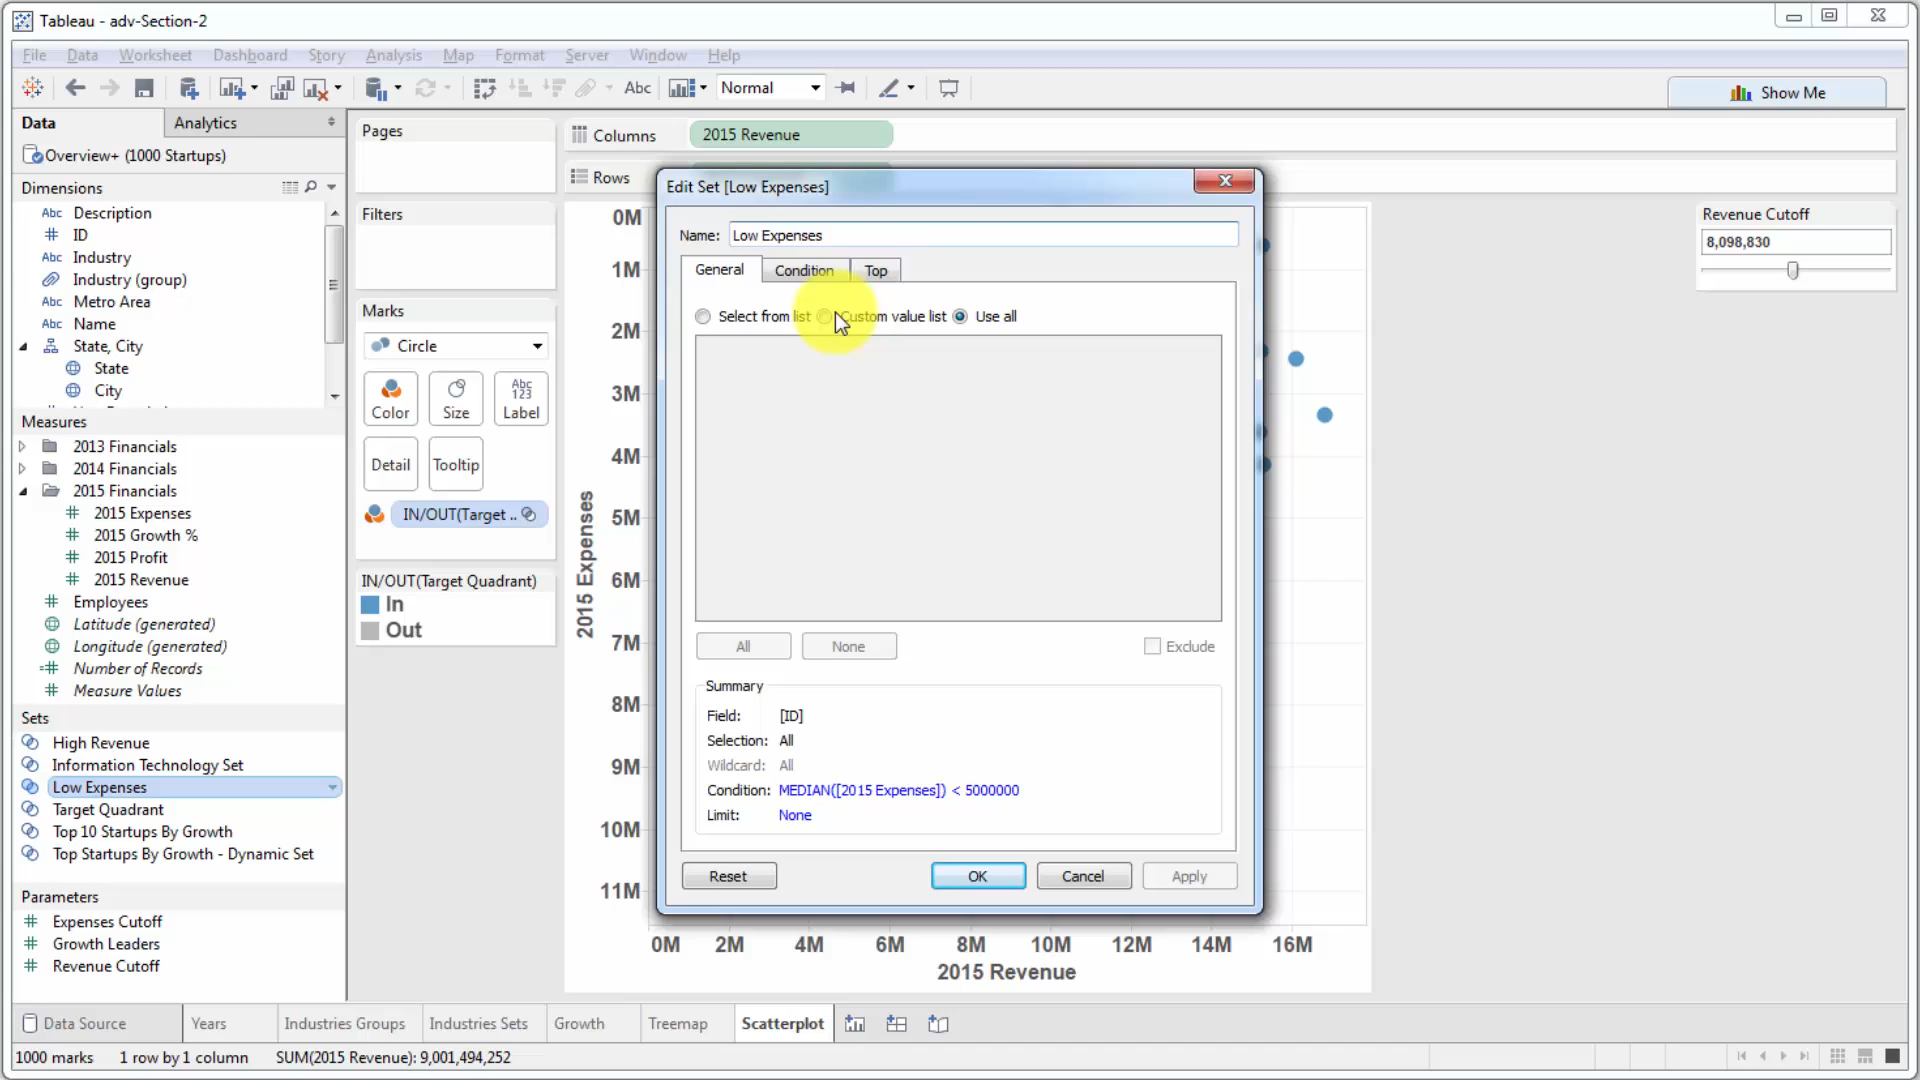 Tableau - adv-Section-2
File Data Worksheet Dashboard Story Analysis Map Format Server Window Help
Abc Normal Show Me
Data Analytics
Overview+ (1000 Startups)
Dimensions
Abc Description
ID
Abc Industry
Industry (group)
Abc Metro Area
Abc Name
State, City
State
City
Measures
2013 Financials
2014 Financials
2015 Financials
2015 Expenses
2015 Growth %
2015 Profit
2015 Revenue
Employees
Latitude (generated)
Longitude (generated)
Number of Records
Measure Values
Sets
High Revenue
Information Technology Set
Low Expenses
Target Quadrant
Top 10 Startups By Growth
Top Startups By Growth - Dynamic Set
Parameters
Expenses Cutoff
Growth Leaders
Revenue Cutoff
Pages
Filters
Marks
Circle
Color Size Abc 123 Label
Detail Tooltip
IN/OUT(Target ..
IN/OUT(Target Quadrant)
In
Out
Columns 2015 Revenue
Rows
0M
1M
2M
3M
4M
5M
6M
7M
8M
9M
10M
11M
2015 Expenses
0M 2M 4M 6M 8M 10M 12M 14M 16M
2015 Revenue
Edit Set [Low Expenses]
Name: Low Expenses
General Condition Top
Select from list Custom value list Use all
All None Exclude
Summary
Field: [ID]
Selection: All
Wildcard: All
Condition: MEDIAN([2015 Expenses]) < 5000000
Limit: None
Reset OK Cancel Apply
Revenue Cutoff
8,098,830
Data Source Years Industries Groups Industries Sets Growth Treemap Scatterplot
1000 marks 1 row by 1 column SUM(2015 Revenue): 9,001,494,252